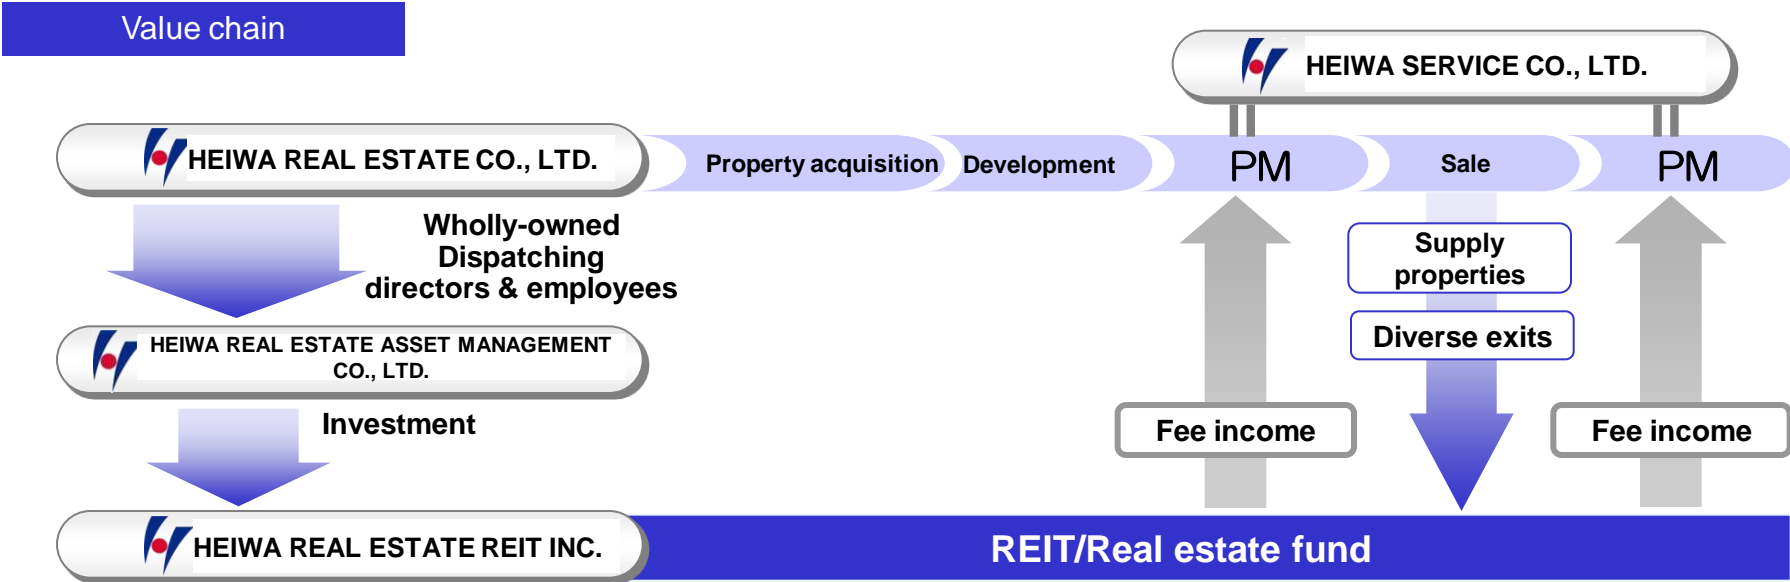 Value chain
HEIWA SERVICE CO., LTD.
HEIWA REAL ESTATE CO., LTD.
Property acquisition
Development
PM
Sale
PM
Wholly-owned
Dispatching
directors & employees
Supply
properties
Diverse exits
HEIWA REAL ESTATE ASSET MANAGEMENT
CO., LTD.
Investment
Fee income
Fee income
HEIWA REAL ESTATE REIT INC.
REIT/Real estate fund